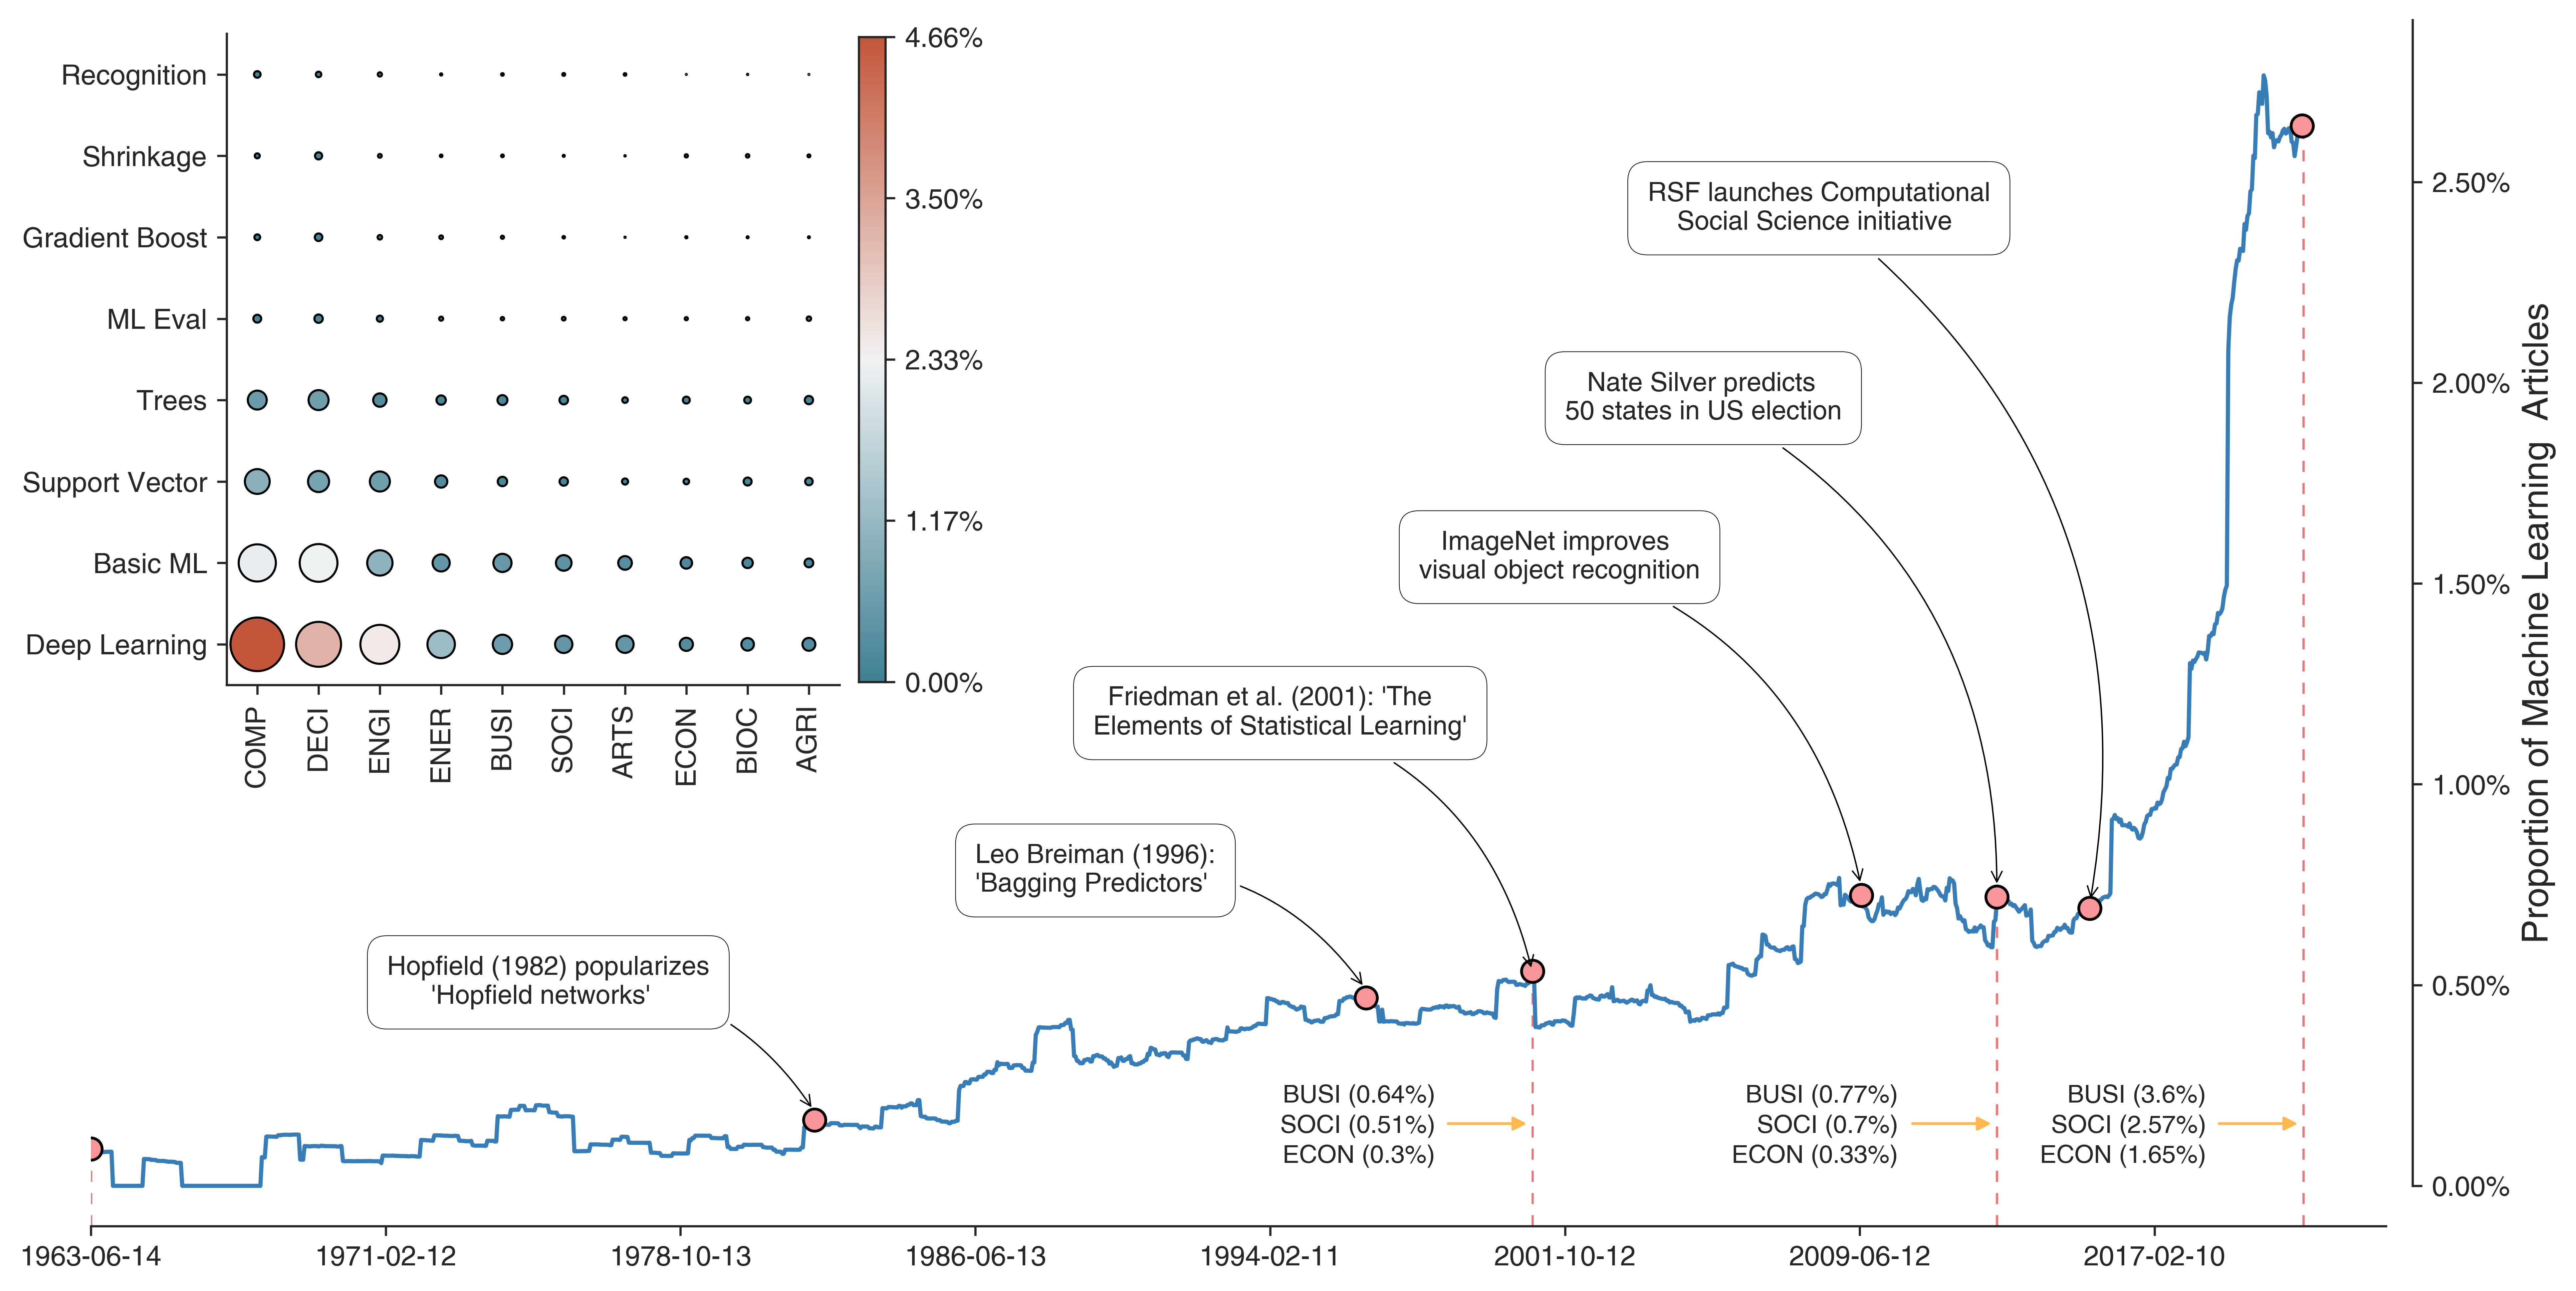 Recognition
Shrinkage
Gradient Boost
ML Eval
Trees
Support Vector
Basic ML
Deep Learning
COMP
DECI
ENGI
ENER
BUSI
SOCI
ARTS
ECON
BIOC
AGRI
4.66%
3.50%
2.33%
1.17%
0.00%
Hopfield (1982) popularizes
'Hopfield networks'
Leo Breiman (1996):
'Bagging Predictors'
Friedman et al. (2001): 'The
Elements of Statistical Learning'
ImageNet improves
visual object recognition
Nate Silver predicts
50 states in US election
RSF launches Computational
Social Science initiative
BUSI (0.64%)
SOCI (0.51%)
ECON (0.3%)
BUSI (0.77%)
SOCI (0.7%)
ECON (0.33%)
BUSI (3.6%)
SOCI (2.57%)
ECON (1.65%)
2.50%
2.00%
1.50%
1.00%
0.50%
0.00%
Proportion of Machine Learning Articles
1963-06-14
1971-02-12
1978-10-13
1986-06-13
1994-02-11
2001-10-12
2009-06-12
2017-02-10